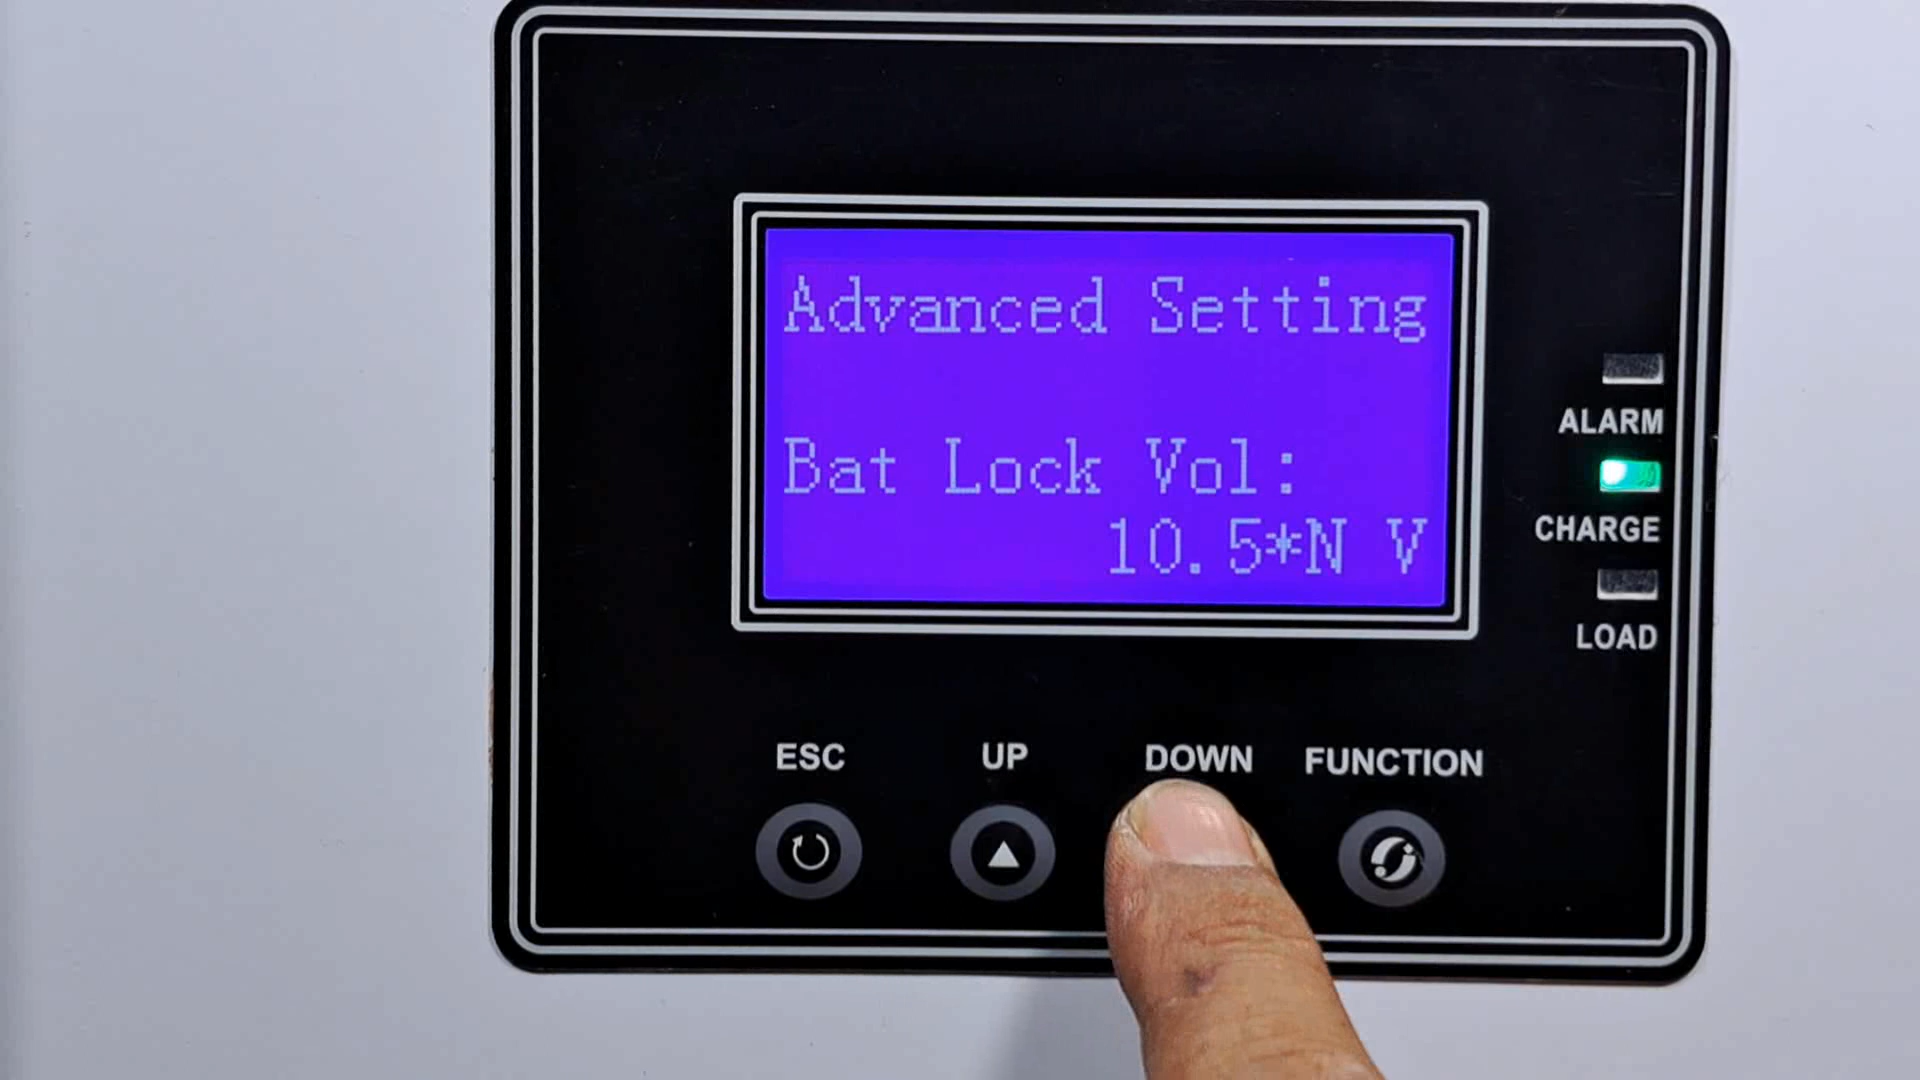 Advanced Setting
Bat Lock Vol:
10.5*N V
ALARM
CHARGE
LOAD
ESC
UP
DOWN
FUNCTION